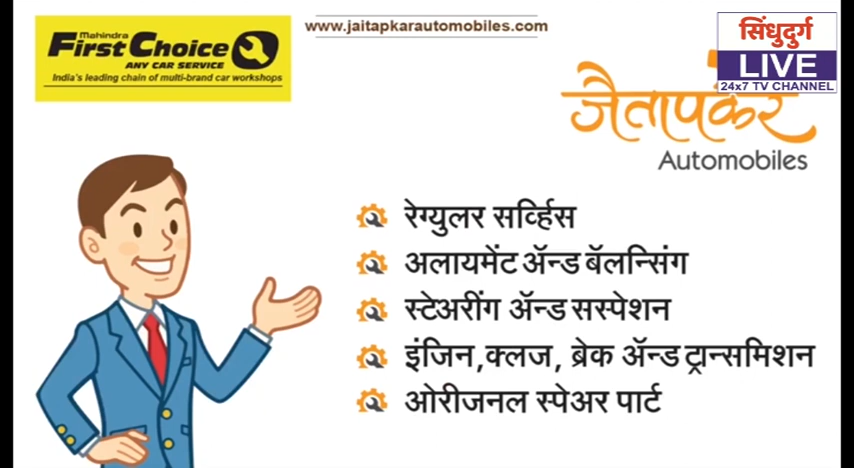 Mahindra
First Choice
ANY CAR SERVICE
India's leading chain of multi-brand car workshops
www.jaitapkarautomobiles.com
सिंधुदुर्ग
LIVE
24x7 TV CHANNEL
जैतापकर
Automobiles
रेग्युलर सर्व्हिस
अलायमेंट ॲन्ड बॅलन्सिंग
स्टेअरींग ॲन्ड सस्पेशन
इंजिन,क्लज, ब्रेक ॲन्ड ट्रान्समिशन
ओरीजनल स्पेअर पार्ट